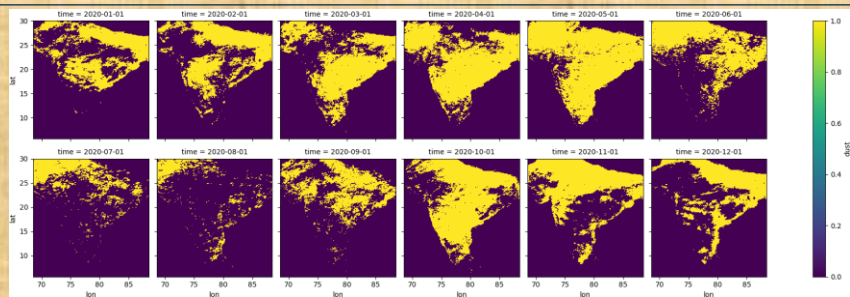 time = 2020-01-01 time = 2020-02-01 time = 2020-03-01 time = 2020-04-01 time = 2020-05-01 time = 2020-06-01
30
25
20
15
10
lat
1.0
0.8
0.6
0.4
0.2
0.0
dust
time = 2020-07-01 time = 2020-08-01 time = 2020-09-01 time = 2020-10-01 time = 2020-11-01 time = 2020-12-01
30
25
20
15
10
lat
70 75 80 85 70 75 80 85 70 75 80 85 70 75 80 85 70 75 80 85 70 75 80 85
lon lon lon lon lon lon